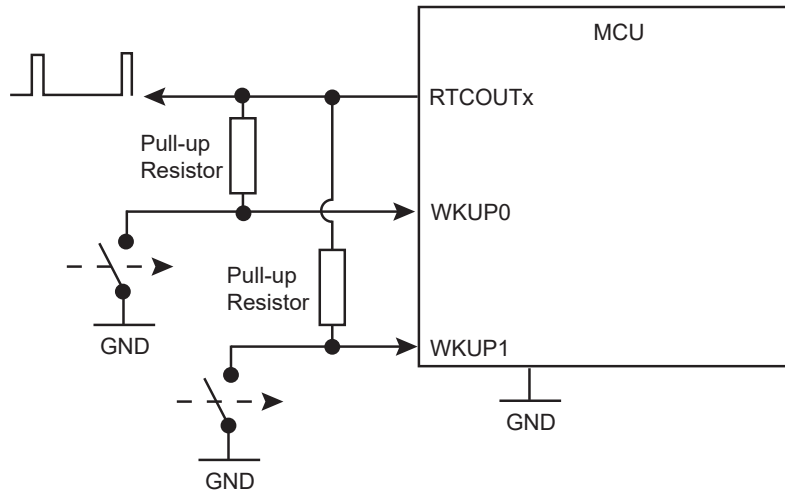 MCU
RTCOUTx
Pull-up
Resistor
WKUP0
Pull-up
Resistor
GND
WKUP1
GND
GND